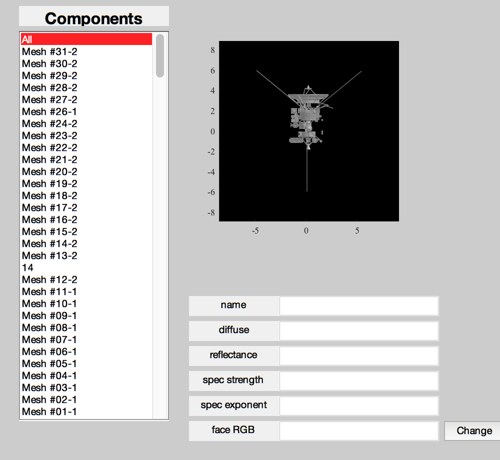 Components
All
Mesh #31-2
Mesh #30-2
Mesh #29-2
Mesh #28-2
Mesh #27-2
Mesh #26-1
Mesh #24-2
Mesh #23-2
Mesh #22-2
Mesh #21-2
Mesh #20-2
Mesh #19-2
Mesh #18-2
Mesh #17-2
Mesh #16-2
Mesh #15-2
Mesh #14-2
Mesh #13-2
14
Mesh #12-2
Mesh #11-1
Mesh #10-1
Mesh #09-1
Mesh #08-1
Mesh #07-1
Mesh #06-1
Mesh #05-1
Mesh #04-1
Mesh #03-1
Mesh #02-1
Mesh #01-1
8
6
4
2
0
-2
-4
-6
-8
-5 0 5
name
diffuse
reflectance
spec strength
spec exponent
face RGB Change